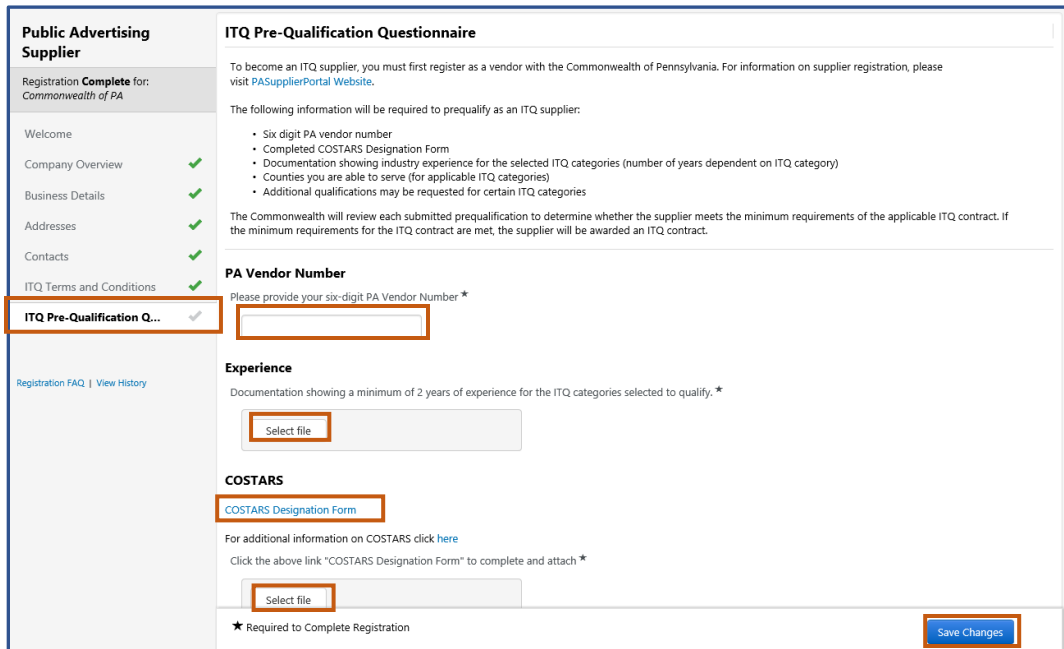 Public Advertising
Supplier
Registration Complete for:
Commonwealth of PA
Welcome
Company Overview
Business Details
Addresses
Contacts
ITQ Terms and Conditions
ITQ Pre-Qualification Q...
Registration FAQ | View History
ITQ Pre-Qualification Questionnaire
To become an ITQ supplier, you must first register as a vendor with the Commonwealth of Pennsylvania. For information on supplier registration, please
visit PASupplierPortal Website.
The following information will be required to prequalify as an ITQ supplier:
• Six digit PA vendor number
• Completed COSTARS Designation Form
• Documentation showing industry experience for the selected ITQ categories (number of years dependent on ITQ category)
• Counties you are able to serve (for applicable ITQ categories)
• Additional qualifications may be requested for certain ITQ categories
The Commonwealth will review each submitted prequalification to determine whether the supplier meets the minimum requirements of the applicable ITQ contract. If
the minimum requirements for the ITQ contract are met, the supplier will be awarded an ITQ contract.
PA Vendor Number
Please provide your six-digit PA Vendor Number ★
Experience
Documentation showing a minimum of 2 years of experience for the ITQ categories selected to qualify. ★
Select file
COSTARS
COSTARS Designation Form
For additional information on COSTARS click here
Click the above link "COSTARS Designation Form" to complete and attach ★
Select file
★ Required to Complete Registration
Save Changes